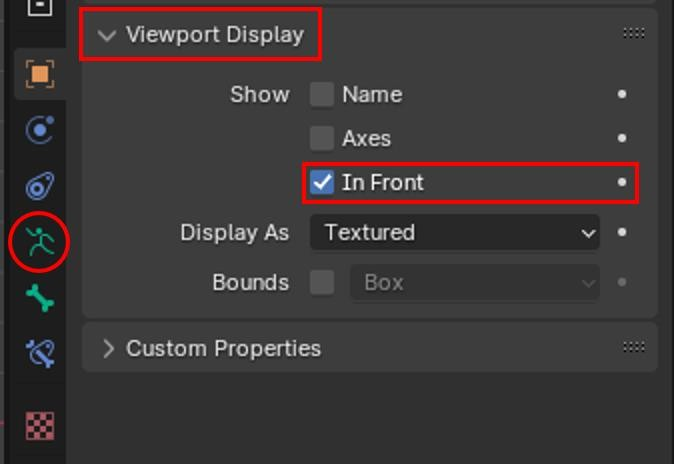 Viewport Display
Show Name
Axes
In Front
Display As Textured
Bounds Box
Custom Properties